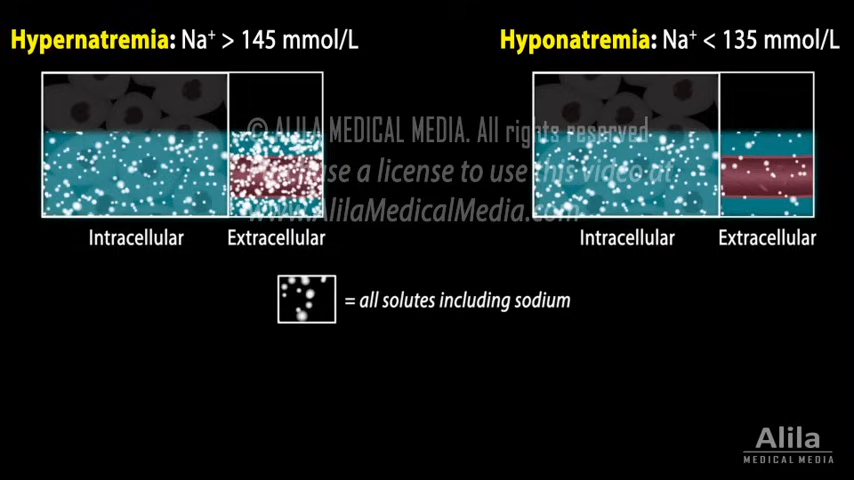 Hypernatremia: Na⁺ > 145 mmol/L
Hyponatremia: Na⁺ < 135 mmol/L
© ALILA MEDICAL MEDIA. All rights reserved.
use a license to use this video at
www.AlilaMedicalMedia.com
Intracellular
Extracellular
Intracellular
Extracellular
= all solutes including sodium
Alila
MEDICAL MEDIA